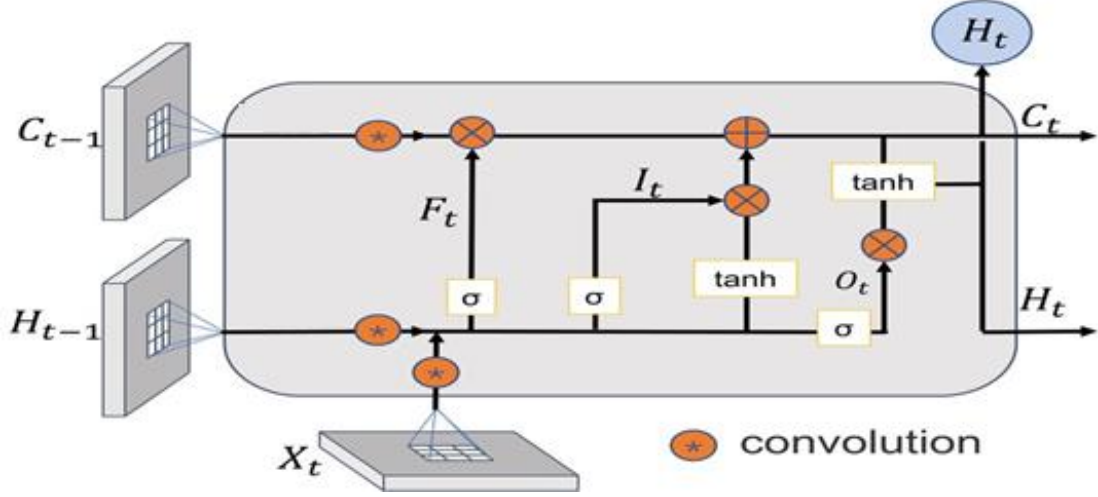 H_t
C_{t-1}
C_t
tanh
I_t
F_t
tanh
O_t
σ
σ
H_{t-1}
σ
H_t
X_t
* convolution